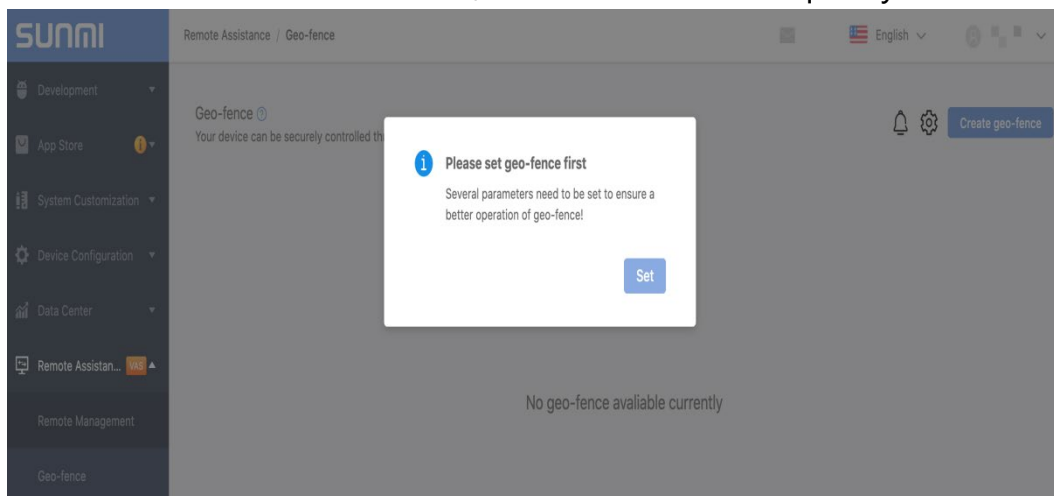 SUNMI
Remote Assistance / Geo-fence
English
Development
App Store
System Customization
Device Configuration
Data Center
Remote Assistan... VAS
Remote Management
Geo-fence
Geo-fence ?
Your device can be securely controlled th
Create geo-fence
Please set geo-fence first
Several parameters need to be set to ensure a
better operation of geo-fence!
Set
No geo-fence avaliable currently